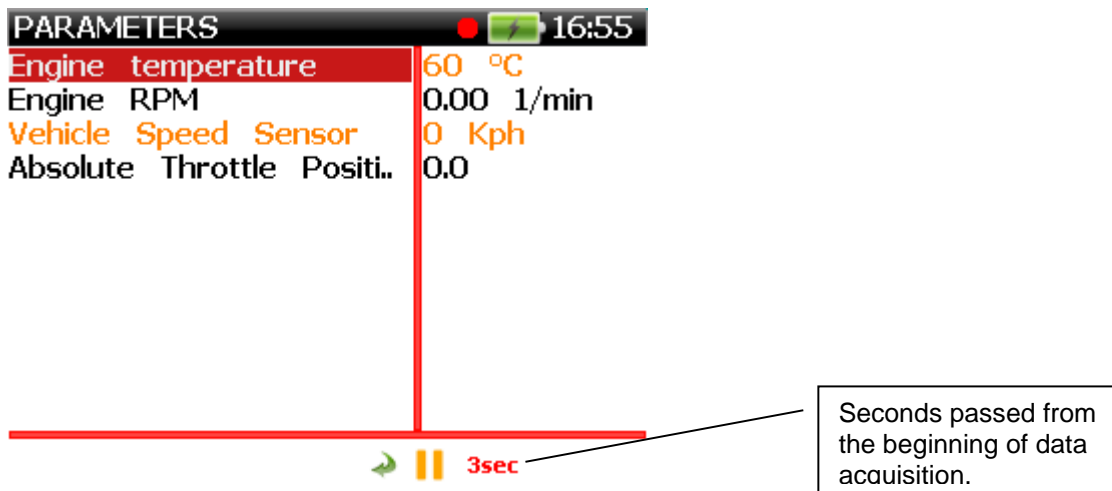 PARAMETERS 16:55
Engine temperature 60 °C
Engine RPM 0.00 1/min
Vehicle Speed Sensor 0 Kph
Absolute Throttle Positi.. 0.0
3sec
Seconds passed from
the beginning of data
acquisition.